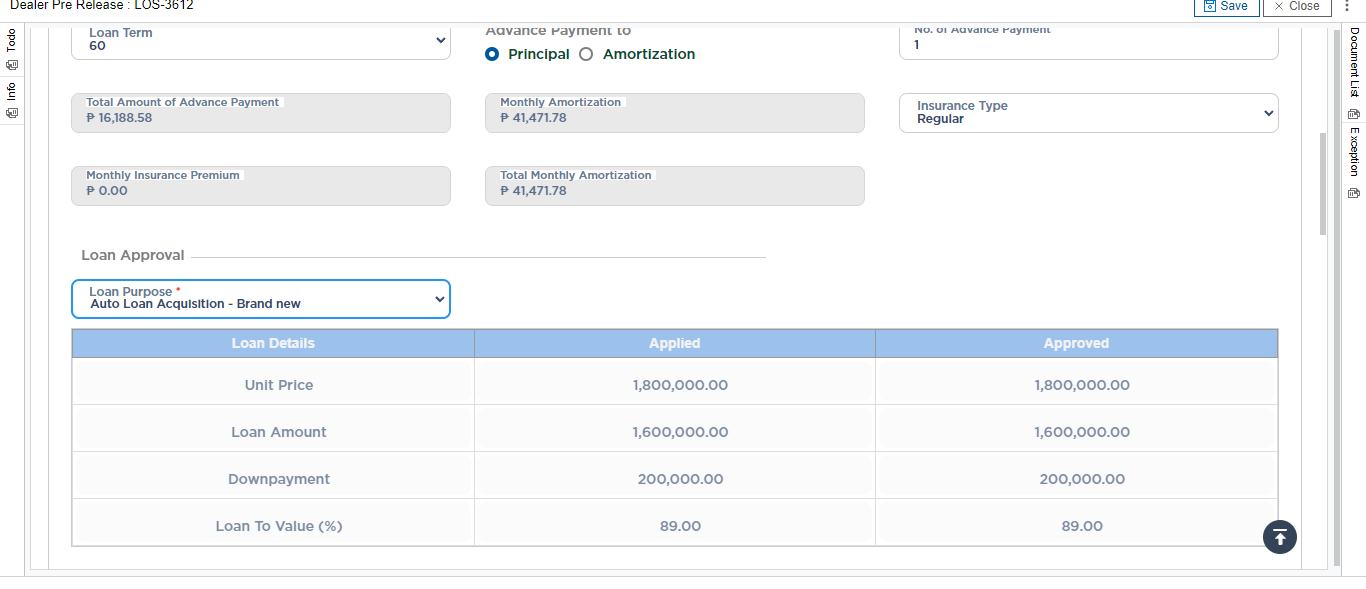 Dealer Pre Release : LOS-3612
Save
Close
Todo
Info
Loan Term
60
Advance Payment to
Principal
Amortization
No. of Advance Payment
1
Total Amount of Advance Payment
₱ 16,188.58
Monthly Amortization
₱ 41,471.78
Insurance Type
Regular
Monthly Insurance Premium
₱ 0.00
Total Monthly Amortization
₱ 41,471.78
Loan Approval
Loan Purpose *
Auto Loan Acquisition - Brand new
Loan Details Applied Approved
Unit Price 1,800,000.00 1,800,000.00
Loan Amount 1,600,000.00 1,600,000.00
Downpayment 200,000.00 200,000.00
Loan To Value (%) 89.00 89.00
Document List
Exception